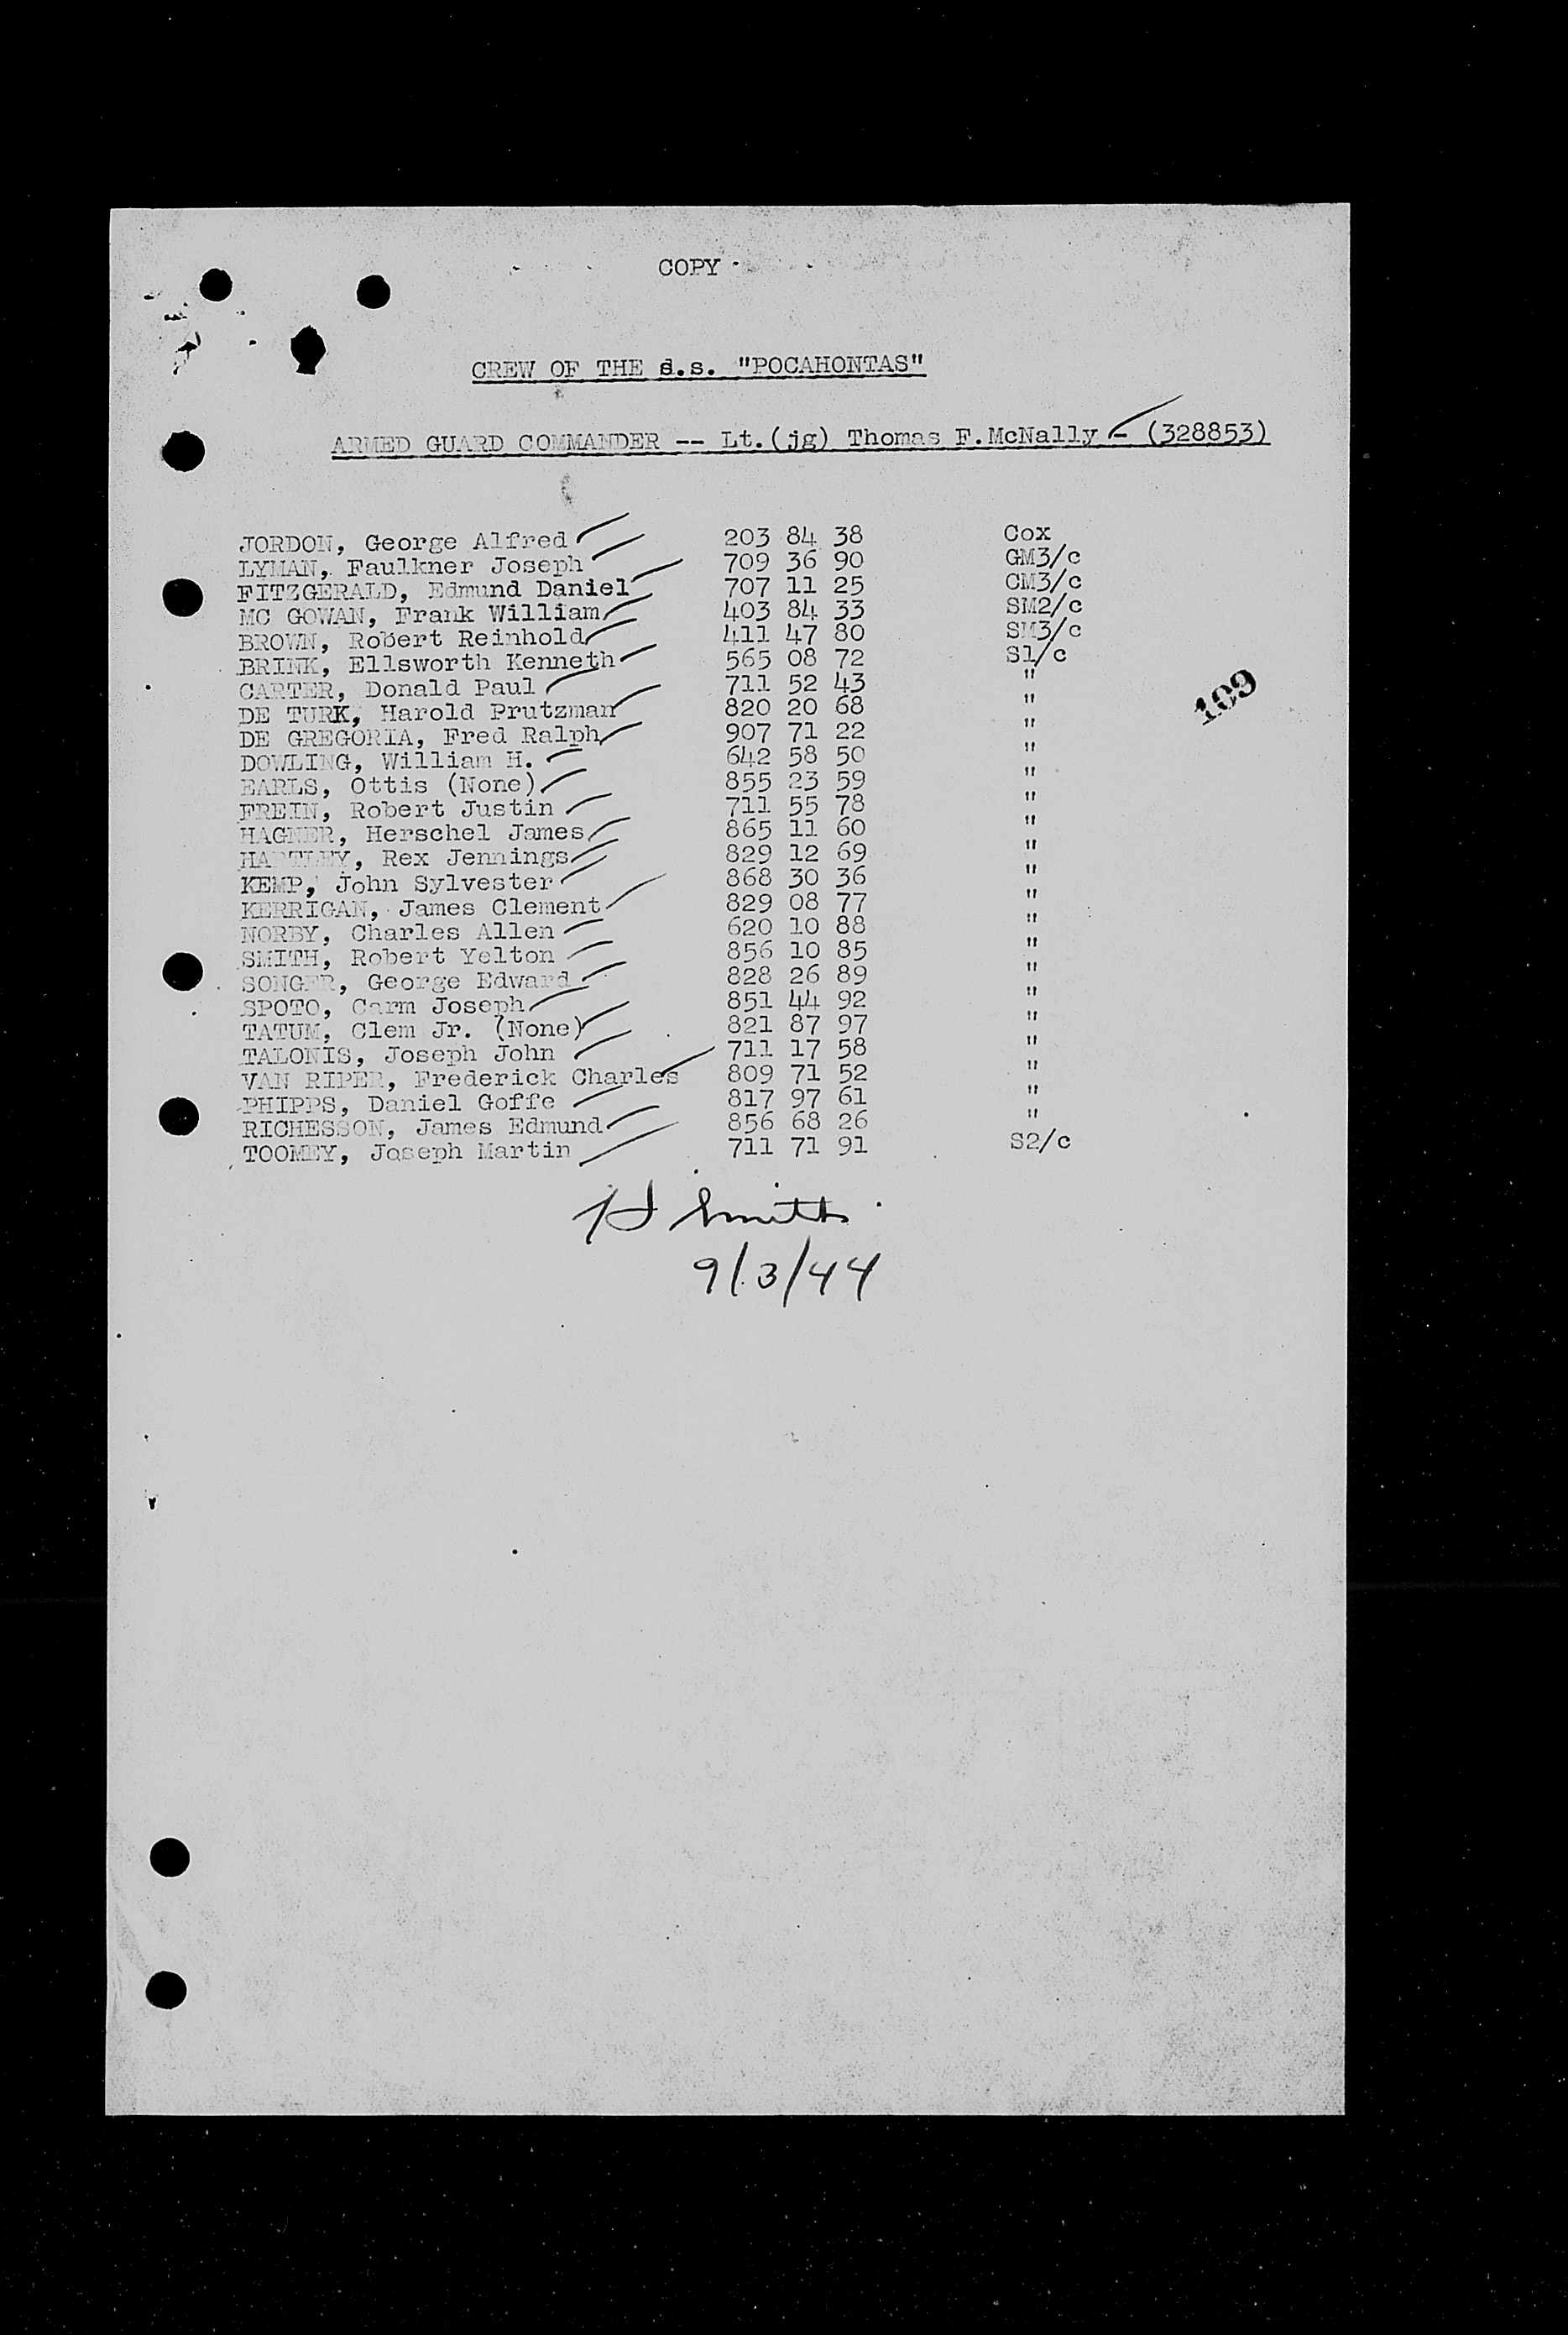 COPY
CREW OF THE s.s. "POCAHONTAS"
ARMED GUARD COMMANDER -- Lt.(jg) Thomas F.McNally - (328853)
JORDON, George Alfred 203 84 38 Cox
LYMAN, Faulkner Joseph 709 36 90 GM3/c
FITZGERALD, Edmund Daniel 707 11 25 GM3/c
MC GOWAN, Frank William 403 84 33 SM2/c
BROWN, Robert Reinhold 411 47 80 SM3/c
BRINK, Ellsworth Kenneth 565 08 72 S1/c
CARTER, Donald Paul 711 52 43 "
DE TURK, Harold Prutzman 820 20 68 "
DE GREGORIA, Fred Ralph 907 71 22 "
DOWLING, William H. 642 58 50 "
EARLS, Ottis (None) 855 23 59 "
FREIN, Robert Justin 711 55 78 "
HAGNER, Herschel James 865 11 60 "
HARTLEY, Rex Jennings 829 12 69 "
KEMP, John Sylvester 868 30 36 "
KERRIGAN, James Clement 829 08 77 "
NORBY, Charles Allen 620 10 88 "
SMITH, Robert Yelton 856 10 85 "
SONGER, George Edward 828 26 89 "
SPOTO, Carm Joseph 851 44 92 "
TATUM, Clem Jr. (None) 821 87 97 "
TALONIS, Joseph John 711 17 58 "
VAN RIPER, Frederick Charles 809 71 52 "
PHIPPS, Daniel Goffe 817 97 61 "
RICHESSON, James Edmund 856 68 26 "
TOOMEY, Joseph Martin 711 71 91 S2/c
109
Smith
9/3/44